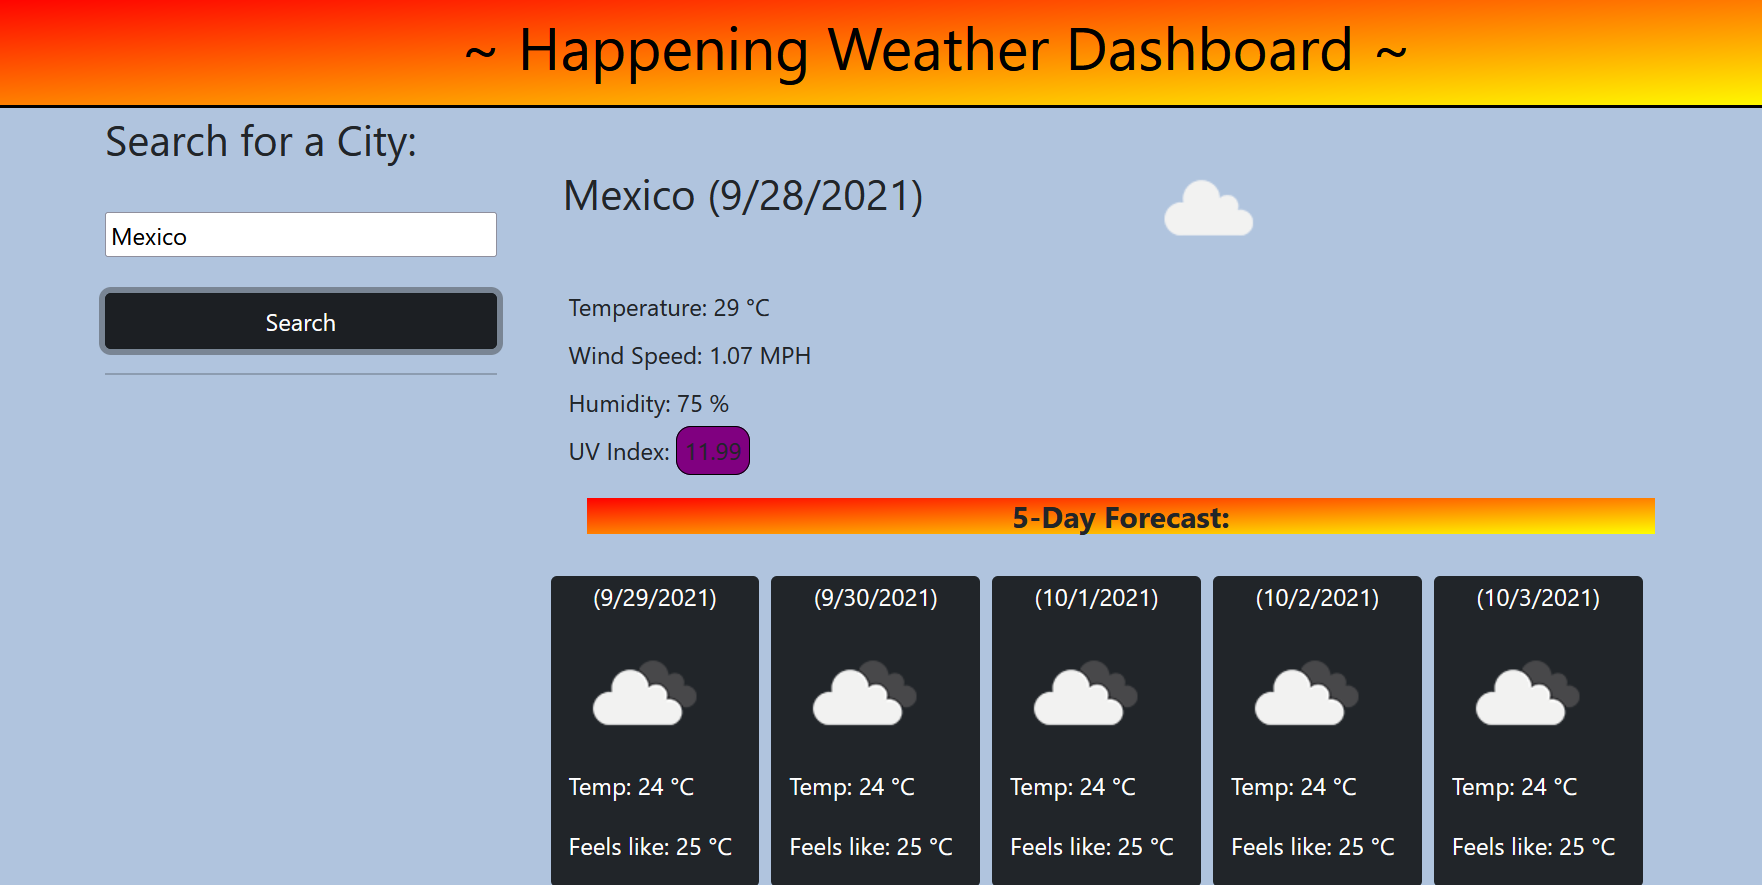 ~ Happening Weather Dashboard ~
Search for a City:
Mexico
Search
Mexico (9/28/2021)
Temperature: 29 °C
Wind Speed: 1.07 MPH
Humidity: 75 %
UV Index: 11.99
5-Day Forecast:
(9/29/2021)
Temp: 24 °C
Feels like: 25 °C
(9/30/2021)
Temp: 24 °C
Feels like: 25 °C
(10/1/2021)
Temp: 24 °C
Feels like: 25 °C
(10/2/2021)
Temp: 24 °C
Feels like: 25 °C
(10/3/2021)
Temp: 24 °C
Feels like: 25 °C